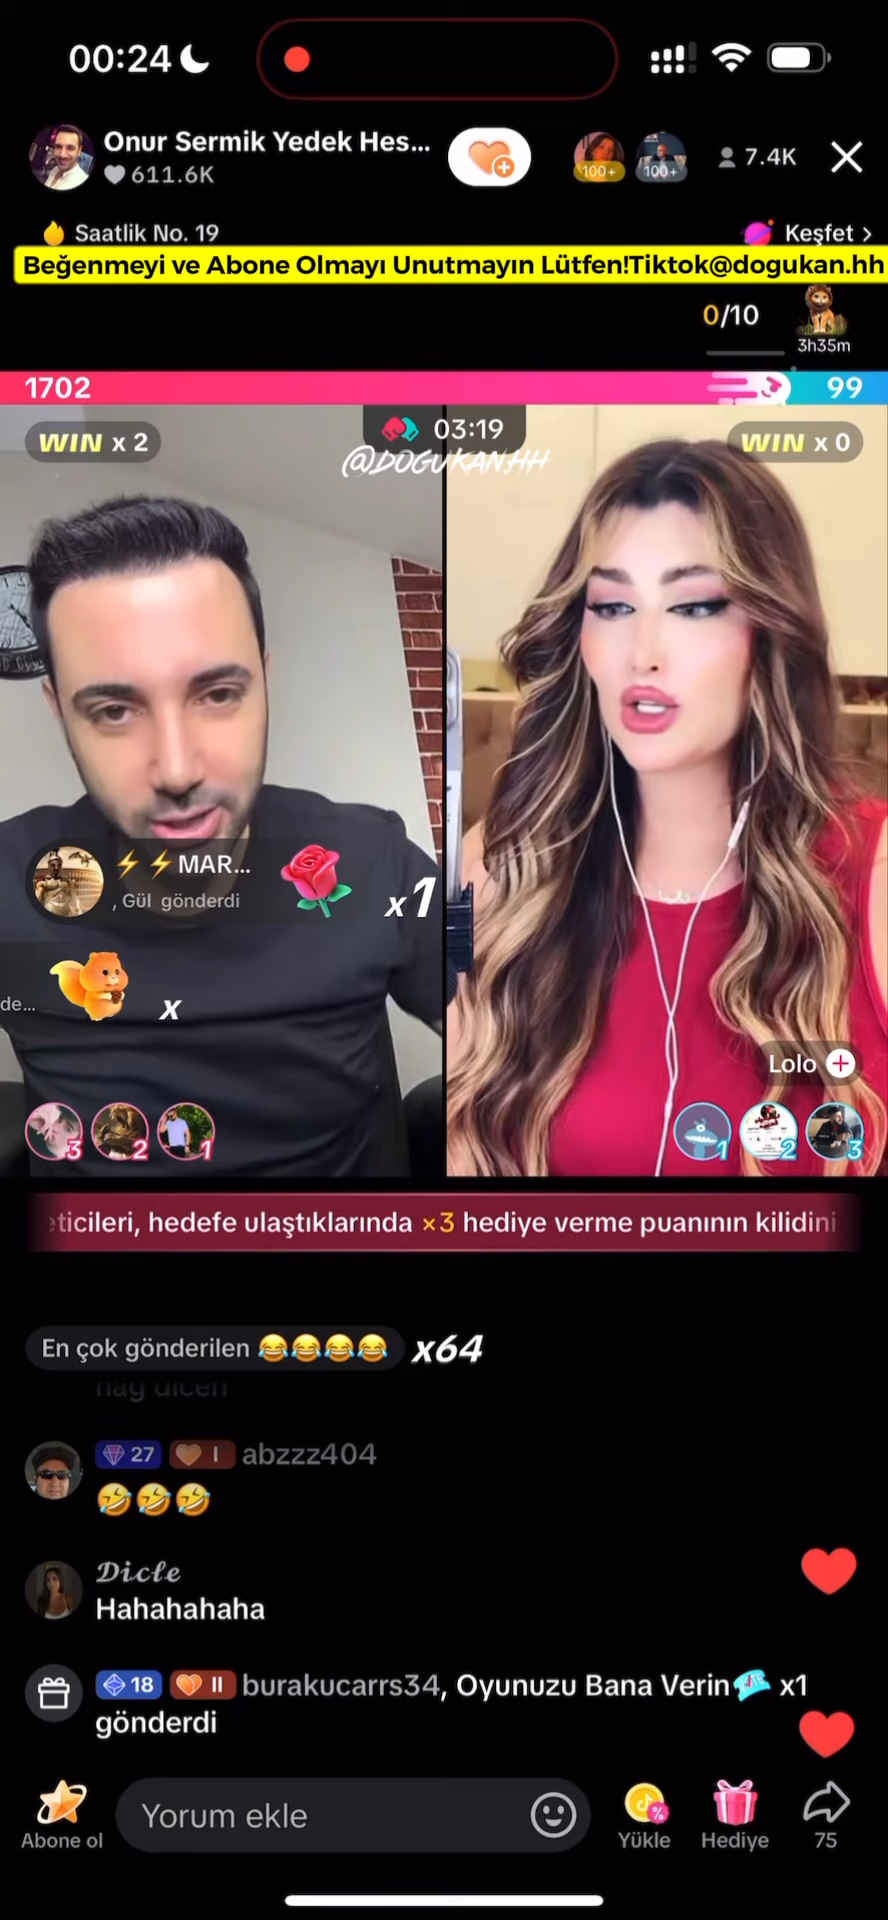 00:24
Onur Sermik Yedek Hes...
611.6K
100+
100+
7.4K
Saatlik No. 19
Keşfet >
Beğenmeyi ve Abone Olmayı Unutmayın Lütfen!Tiktok@dogukan.hh
0/10
3h35m
1702
99
WIN x 2
03:19
WIN x 0
@DOGUKAN.HH
⚡⚡MAR...
, Gül gönderdi
x1
de...
x
Lolo
3
2
1
1
2
3
eticileri, hedefe ulaştıklarında ×3 hediye verme puanının kilidini
En çok gönderilen 😂😂😂😂 x64
27 I abzzz404
🤣🤣🤣
Dicle
Hahahahaha
18 II burakucarrs34, Oyunuzu Bana Verin x1
gönderdi
Abone ol
Yorum ekle
Yükle
Hediye
75